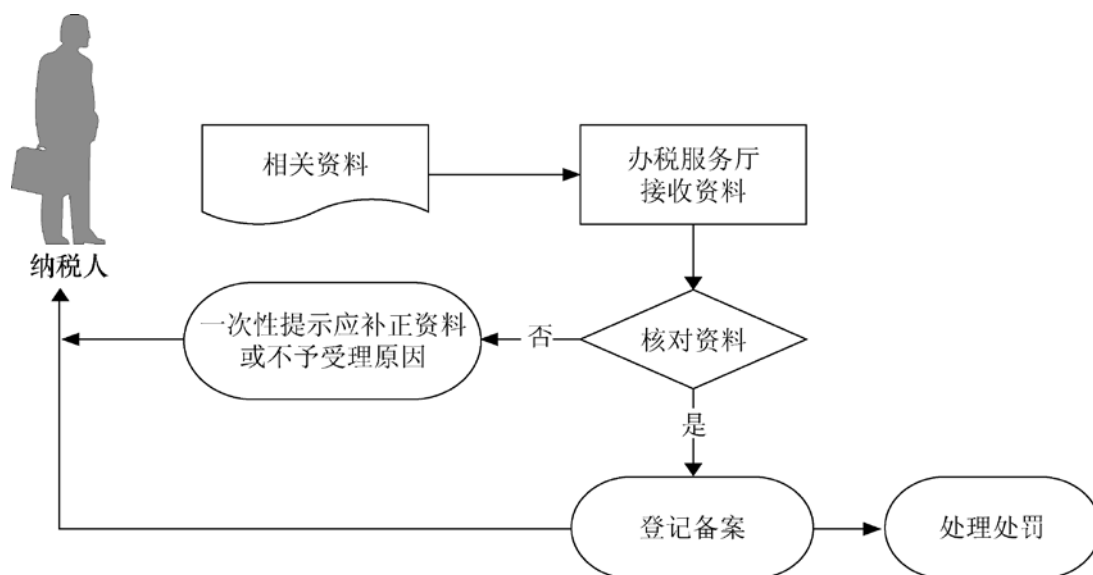 相关资料
办税服务厅
接收资料
纳税人
一次性提示应补正资料
或不予受理原因
否
核对资料
是
登记备案
处理处罚